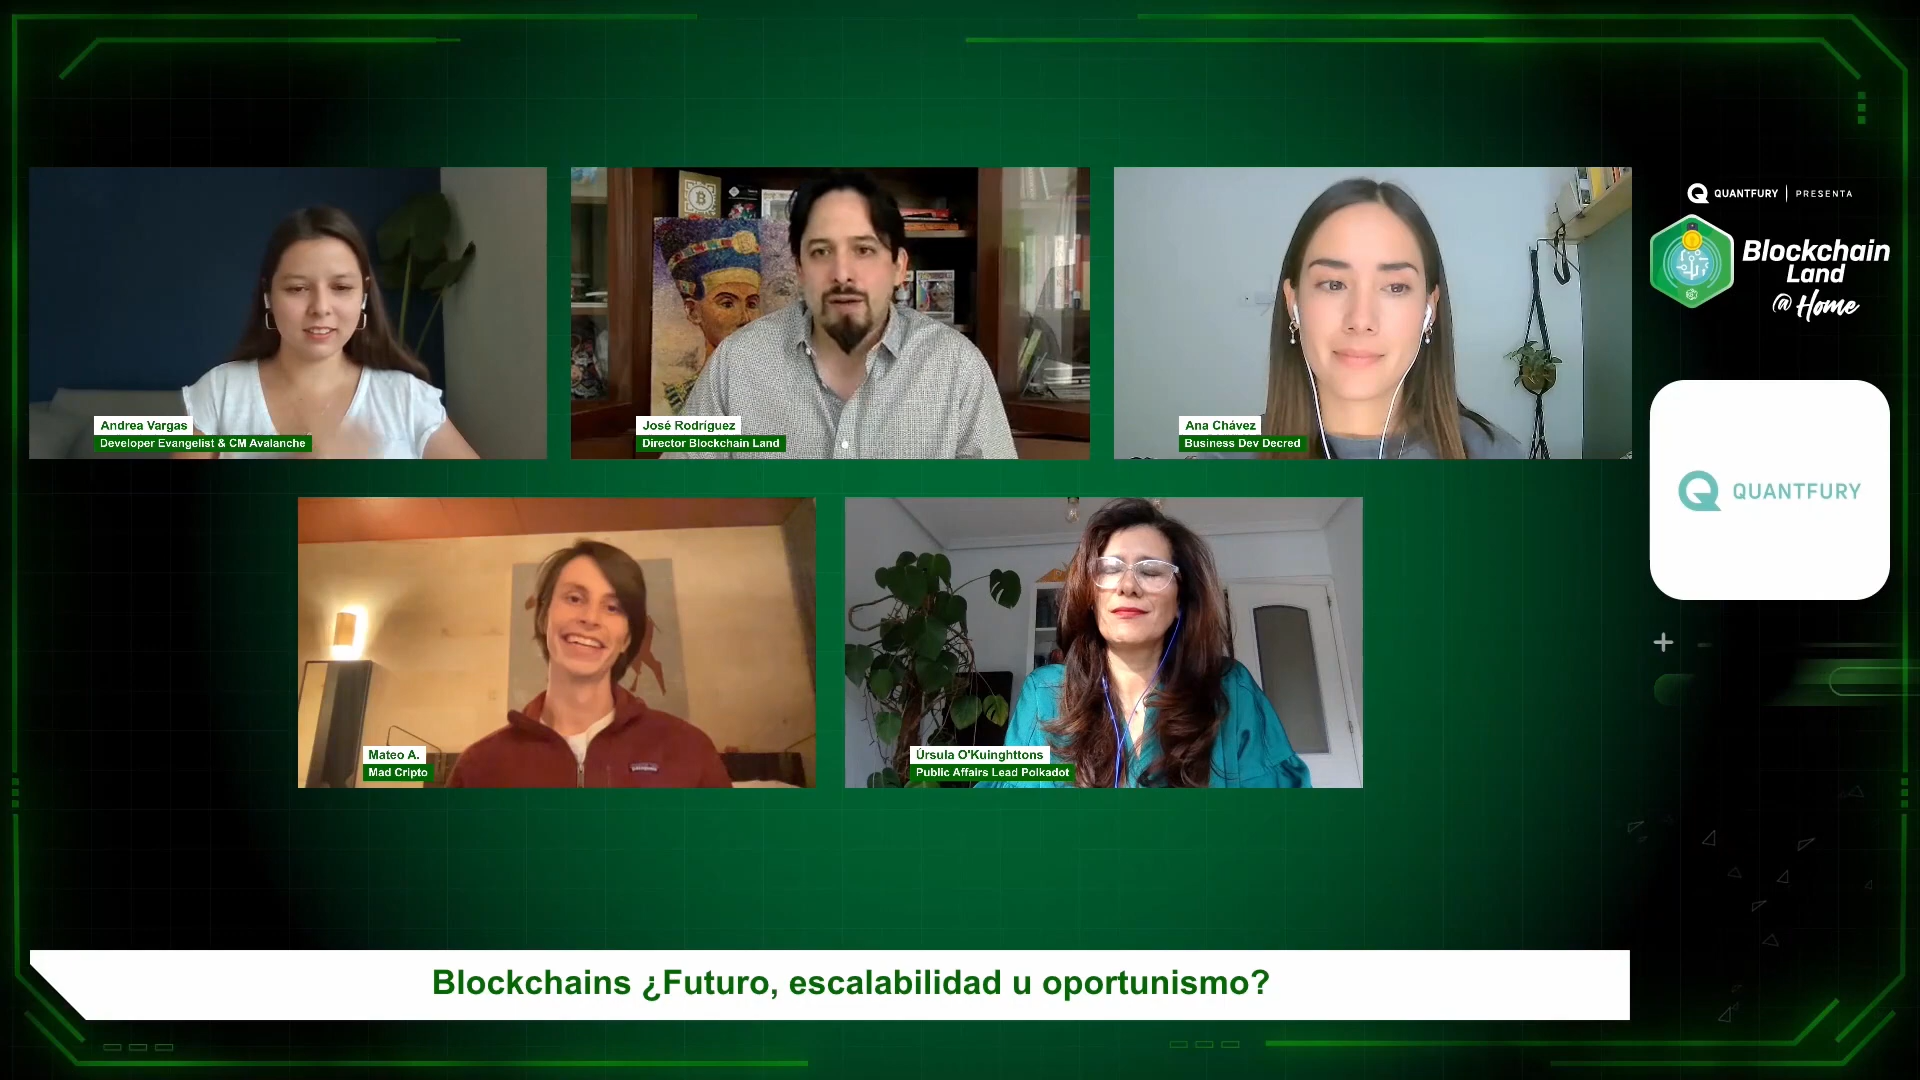 QUANTFURY | PRESENTA
Blockchain
Land
@ Home
Andrea Vargas
Developer Evangelist & CM Avalanche
José Rodríguez
Director Blockchain Land
Ana Chávez
Business Dev Decred
QUANTFURY
Mateo A.
Mad Cripto
Úrsula O'Kuinghttons
Public Affairs Lead Polkadot
Blockchains ¿Futuro, escalabilidad u oportunismo?